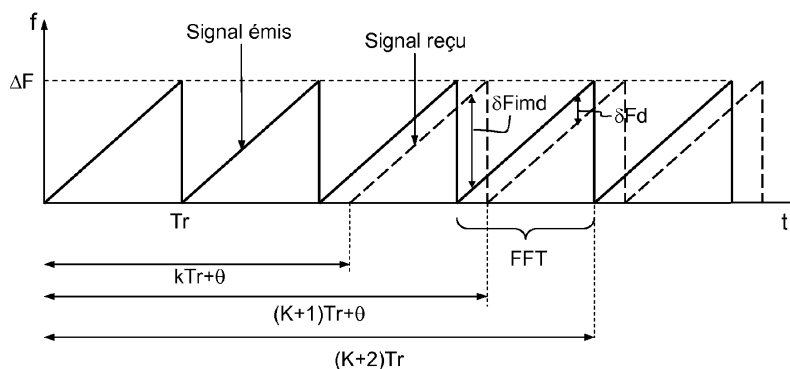 f
Signal émis
Signal reçu
ΔF
δFimd
δFd
Tr
t
FFT
kTr+θ
(K+1)Tr+θ
(K+2)Tr